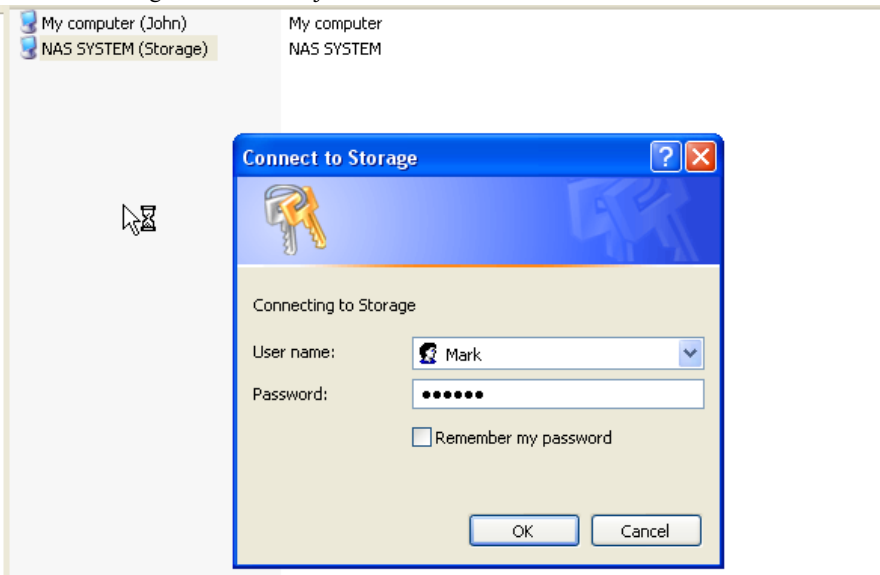 My computer (John) My computer
NAS SYSTEM (Storage) NAS SYSTEM
Connect to Storage
Connecting to Storage
User name: Mark
Password: ••••••
Remember my password
OK Cancel